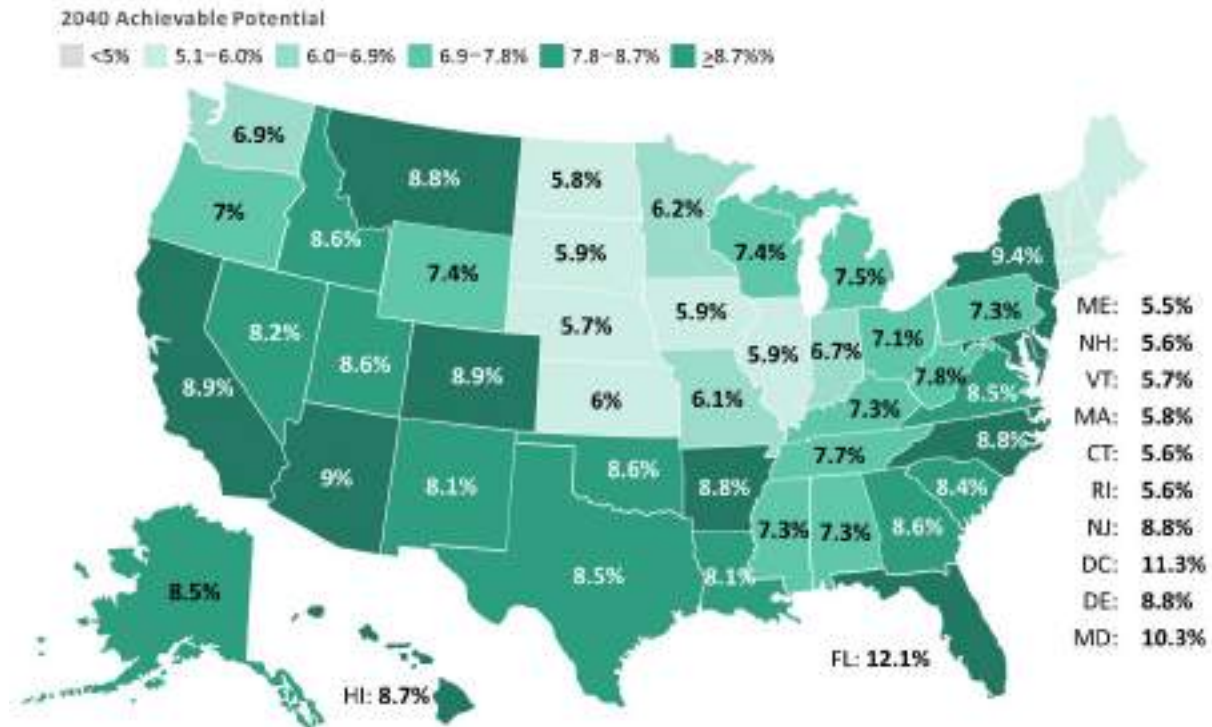 2040 Achievable Potential
<5% 5.1–6.0% 6.0–6.9% 6.9–7.8% 7.8–8.7% ≥8.7%%
6.9%
8.8%
5.8%
6.2%
7%
8.6%
7.4%
5.9%
7.4%
7.5%
9.4%
8.2%
8.6%
8.9%
5.7%
5.9%
5.9%
6.7%
7.1%
7.3%
8.9%
6%
6.1%
7.3%
7.8%
8.5%
9%
8.1%
8.6%
8.8%
7.7%
8.8%
8.5%
8.1%
7.3%
7.3%
8.6%
8.4%
8.5%
HI: 8.7%
FL: 12.1%
ME: 5.5%
NH: 5.6%
VT: 5.7%
MA: 5.8%
CT: 5.6%
RI: 5.6%
NJ: 8.8%
DC: 11.3%
DE: 8.8%
MD: 10.3%